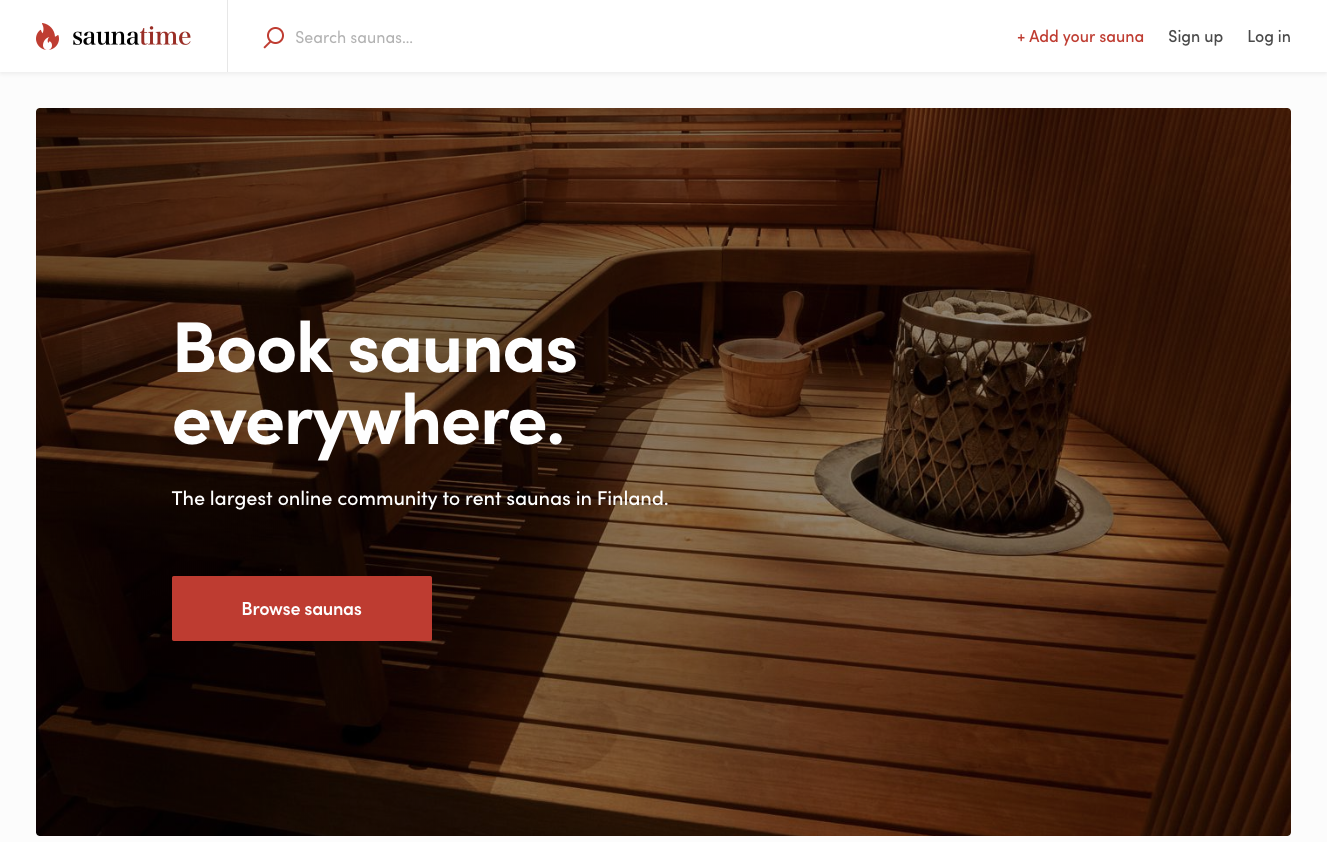 saunatime
Search saunas...
+ Add your sauna
Sign up
Log in
Book saunas
everywhere.
The largest online community to rent saunas in Finland.
Browse saunas